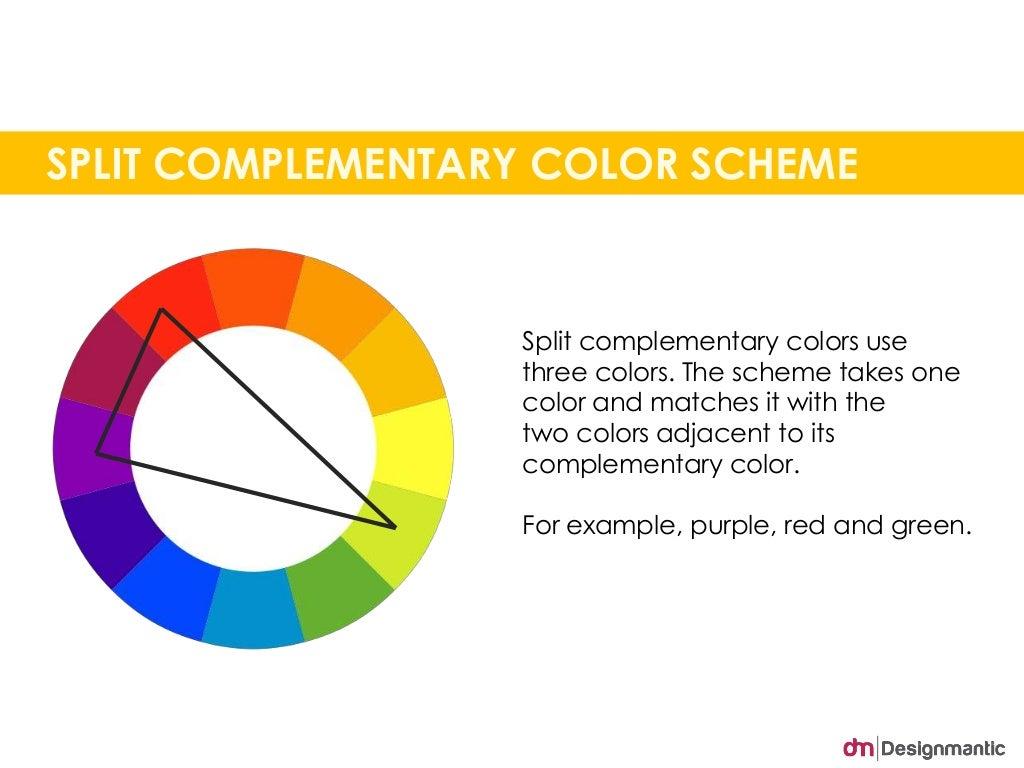 SPLIT COMPLEMENTARY COLOR SCHEME
Split complementary colors use
three colors. The scheme takes one
color and matches it with the
two colors adjacent to its
complementary color.
For example, purple, red and green.
dm|Designmantic